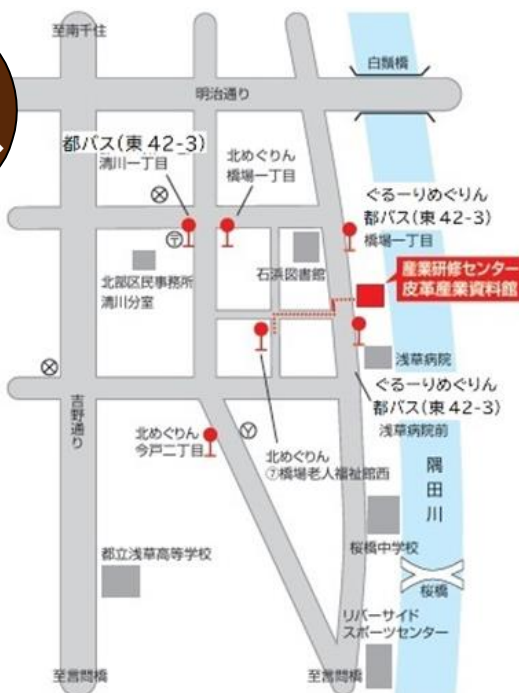 至南千住
白鬚橋
明治通り
都バス(東 42-3)
清川一丁目
北めぐりん
橋場一丁目
ぐるーりめぐりん
都バス(東 42-3)
橋場一丁目
石浜図書館
北部区民事務所
清川分室
産業研修センター
皮革産業資料館
浅草病院
ぐるーりめぐりん
都バス(東 42-3)
浅草病院前
吉野通り
北めぐりん
今戸二丁目
北めぐりん
⑦橋場老人福祉館西
隅田川
桜橋中学校
都立浅草高等学校
桜橋
リバーサイド
スポーツセンター
至言問橋
至言問橋